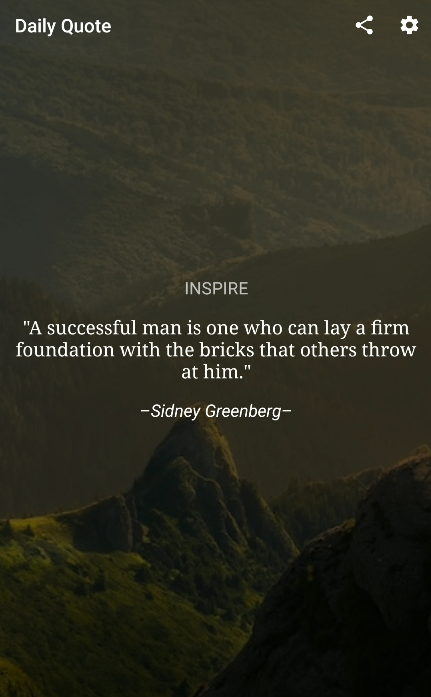 Daily Quote
INSPIRE
"A successful man is one who can lay a firm
foundation with the bricks that others throw
at him."
–Sidney Greenberg–